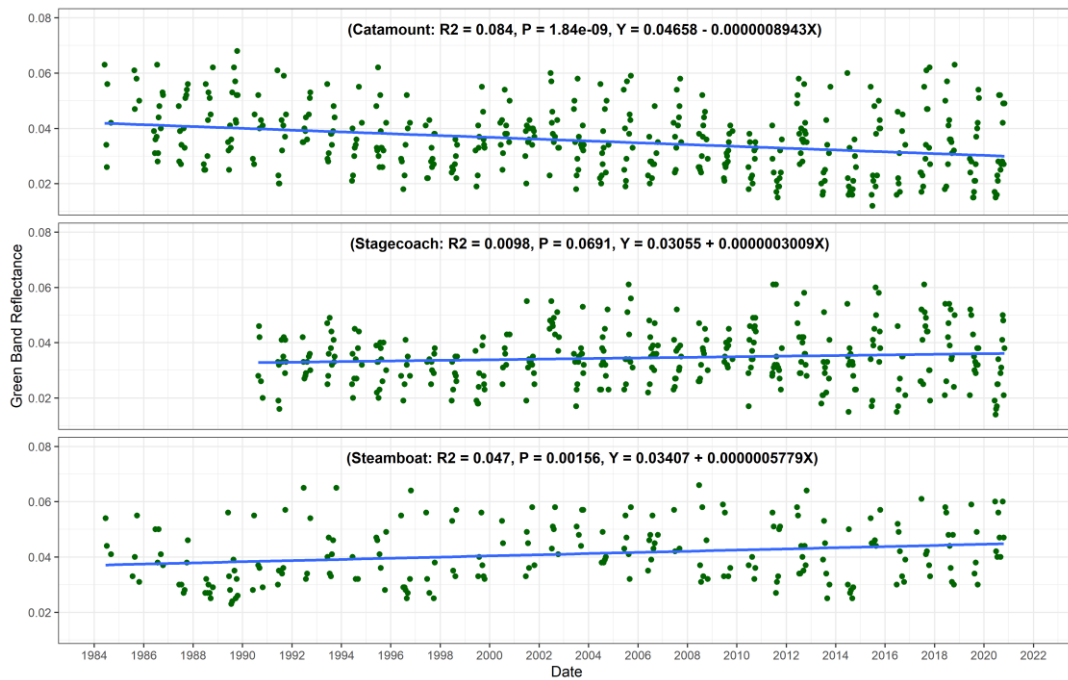 0.08
(Catamount: R2 = 0.084, P = 1.84e-09, Y = 0.04658 - 0.0000008943X)
0.06
0.04
0.02
0.08
(Stagecoach: R2 = 0.0098, P = 0.0691, Y = 0.03055 + 0.0000003009X)
0.06
0.04
0.02
Green Band Reflectance
0.08
(Steamboat: R2 = 0.047, P = 0.00156, Y = 0.03407 + 0.0000005779X)
0.06
0.04
0.02
1984 1986 1988 1990 1992 1994 1996 1998 2000 2002 2004 2006 2008 2010 2012 2014 2016 2018 2020 2022
Date